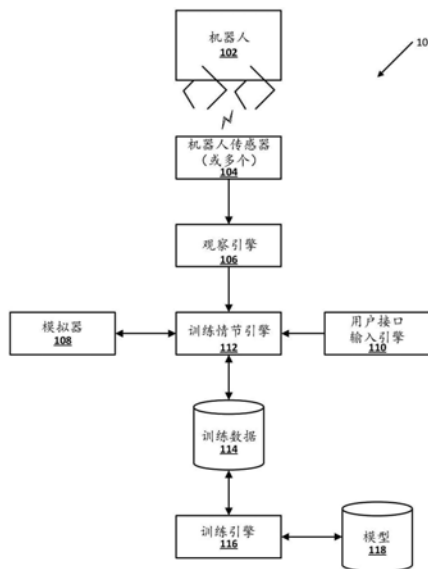 机器人
102
10
机器人传感器
（或多个）
104
观察引擎
106
模拟器
108
训练情节引擎
112
用户接口
输入引擎
110
训练数据
114
训练引擎
116
模型
118